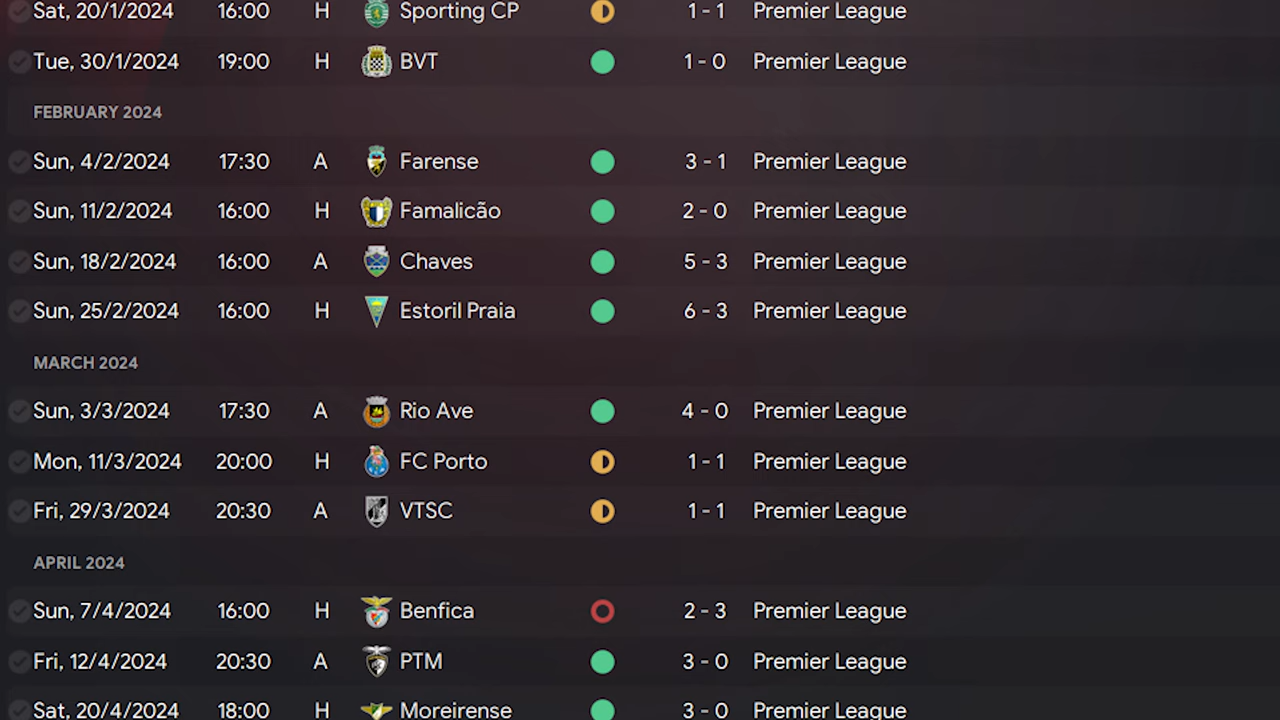 Sat, 20/1/2024 16:00 H Sporting CP 1 - 1 Premier League
Tue, 30/1/2024 19:00 H BVT 1 - 0 Premier League
FEBRUARY 2024
Sun, 4/2/2024 17:30 A Farense 3 - 1 Premier League
Sun, 11/2/2024 16:00 H Famalicão 2 - 0 Premier League
Sun, 18/2/2024 16:00 A Chaves 5 - 3 Premier League
Sun, 25/2/2024 16:00 H Estoril Praia 6 - 3 Premier League
MARCH 2024
Sun, 3/3/2024 17:30 A Rio Ave 4 - 0 Premier League
Mon, 11/3/2024 20:00 H FC Porto 1 - 1 Premier League
Fri, 29/3/2024 20:30 A VTSC 1 - 1 Premier League
APRIL 2024
Sun, 7/4/2024 16:00 H Benfica 2 - 3 Premier League
Fri, 12/4/2024 20:30 A PTM 3 - 0 Premier League
Sat, 20/4/2024 18:00 H Moreirense 3 - 0 Premier League